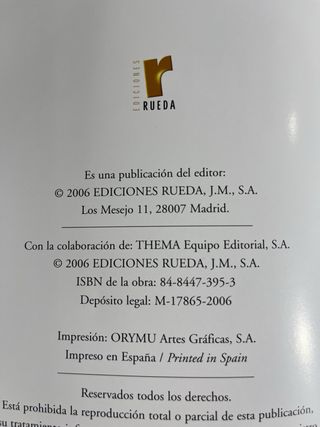 EDICIONES
r
RUEDA
Es una publicación del editor:
© 2006 EDICIONES RUEDA, J.M., S.A.
Los Mesejo 11, 28007 Madrid.
Con la colaboración de: THEMA Equipo Editorial, S.A.
© 2006 EDICIONES RUEDA, J.M., S.A.
ISBN de la obra: 84-8447-395-3
Depósito legal: M-17865-2006
Impresión: ORYMU Artes Gráficas, S.A.
Impreso en España / Printed in Spain
Reservados todos los derechos.
Está prohibida la reproducción total o parcial de esta publicación,
su tratamiento